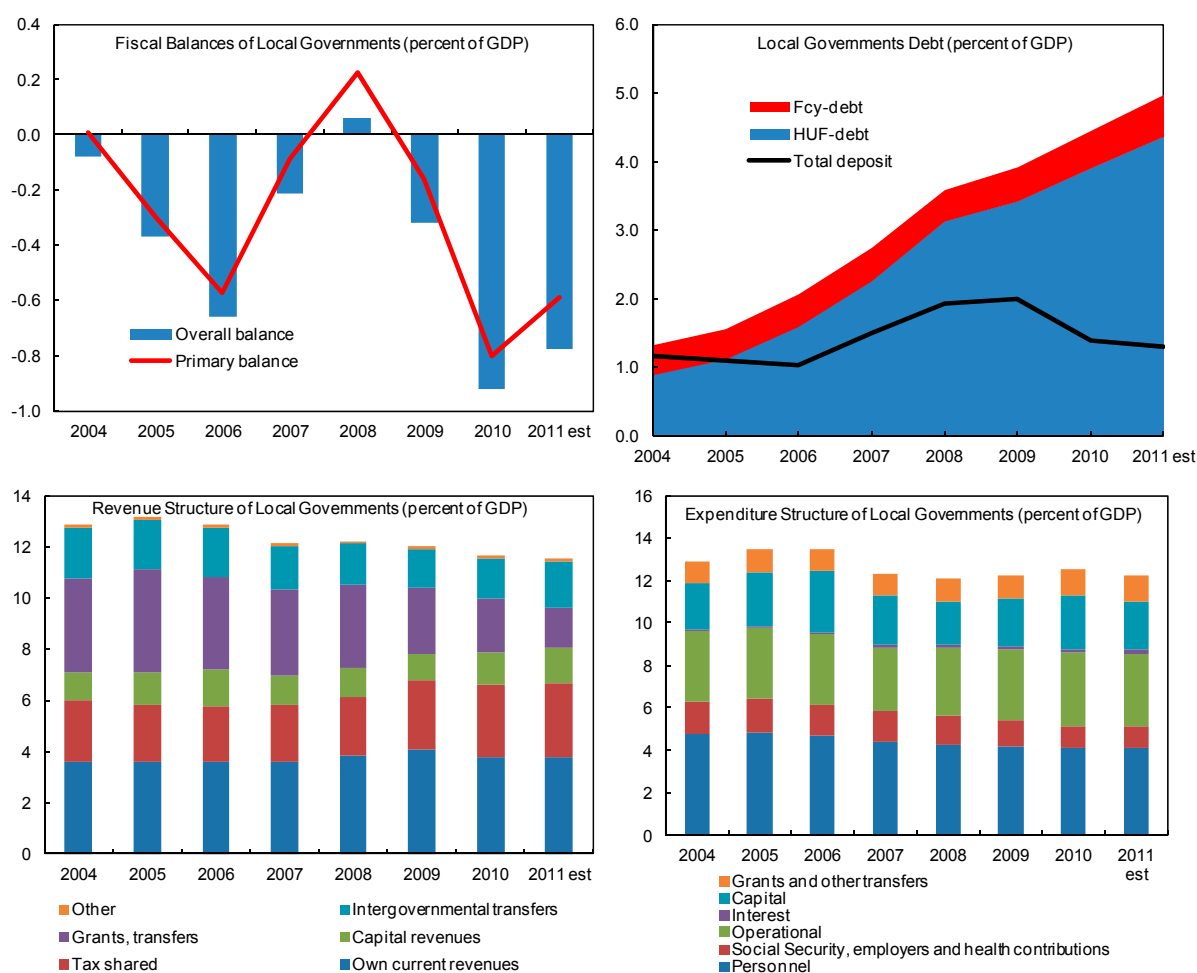 Fiscal Balances of Local Governments (percent of GDP)
0.4
0.2
0.0
-0.2
-0.4
-0.6
-0.8
-1.0
Overall balance
Primary balance
2004 2005 2006 2007 2008 2009 2010 2011 est
Local Governments Debt (percent of GDP)
6.0
5.0
4.0
3.0
2.0
1.0
0.0
Fcy-debt
HUF-debt
Total deposit
2004 2005 2006 2007 2008 2009 2010 2011 est
Revenue Structure of Local Governments (percent of GDP)
14
12
10
8
6
4
2
0
2004 2005 2006 2007 2008 2009 2010 2011 est
Other
Intergovernmental transfers
Grants, transfers
Capital revenues
Tax shared
Own current revenues
Expenditure Structure of Local Governments (percent of GDP)
16
14
12
10
8
6
4
2
0
2004 2005 2006 2007 2008 2009 2010 2011
est
Grants and other transfers
Capital
Interest
Operational
Social Security, employers and health contributions
Personnel